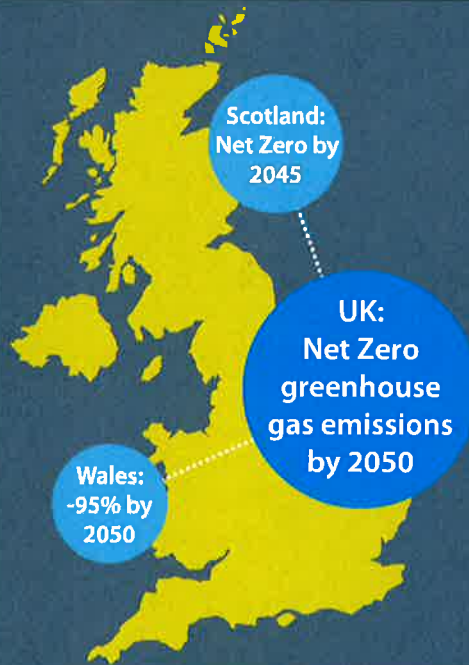 Scotland:
Net Zero by
2045
UK:
Net Zero
greenhouse
gas emissions
by 2050
Wales:
-95% by
2050